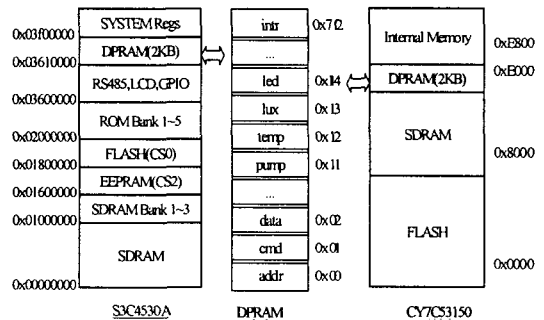 SYSTEM Regs
0x03f00000
DPRAM(2KB)
0x03610000
RS485,LCD,GPIO
0x03600000
ROM Bank 1~5
0x02000000
FLASH(CS0)
0x01800000
EEPRAM(CS2)
0x01600000
SDRAM Bank 1~3
0x01000000
SDRAM
0x00000000
S3C4530A
intr 0x7f2
...
led 0x14
lux 0x13
temp 0x12
pump 0x11
...
data 0x02
cmd 0x01
addr 0x00
DPRAM
Internal Memory
0xE800
DPRAM(2KB)
0xE000
SDRAM
0x8000
FLASH
0x0000
CY7C53150